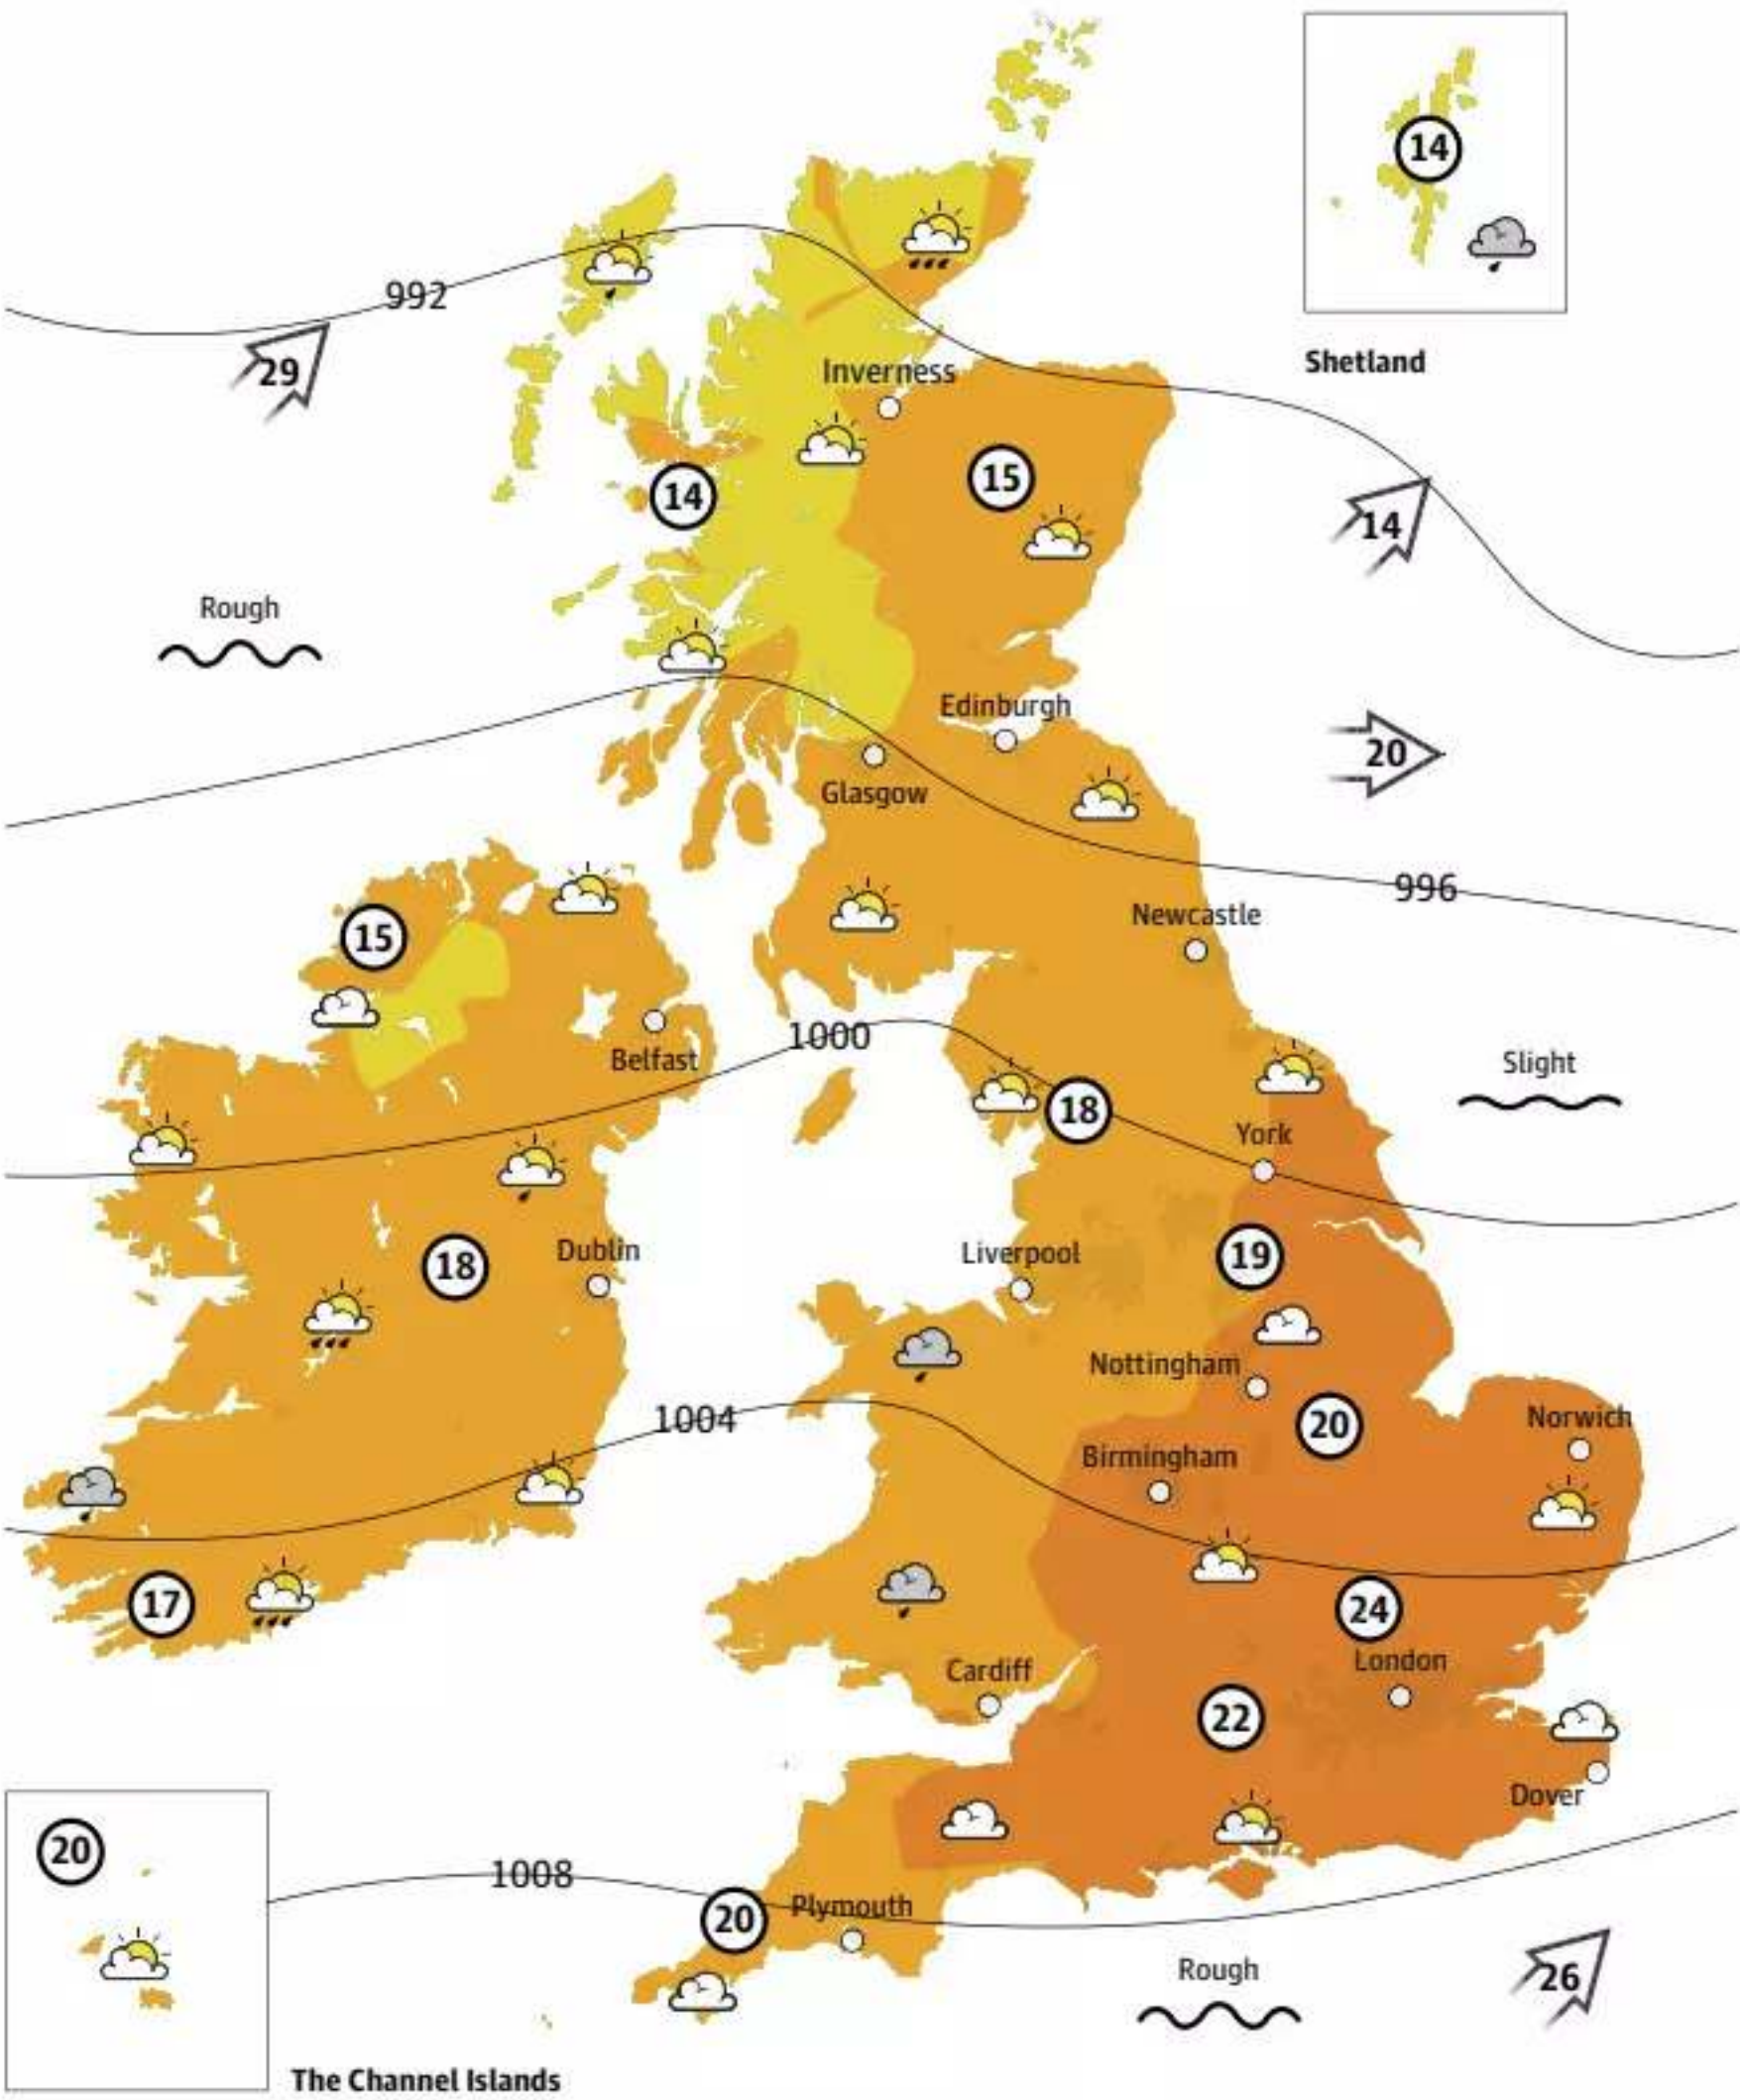 14
992
29
Shetland
Inverness
14
15
14
Rough
Edinburgh
20
Glasgow
996
Newcastle
15
Belfast
1000
18
Slight
York
18
Dublin
Liverpool
19
Nottingham
1004
20
Norwich
Birmingham
17
24
Cardiff
London
22
Dover
20
1008
20
Plymouth
Rough
26
The Channel Islands